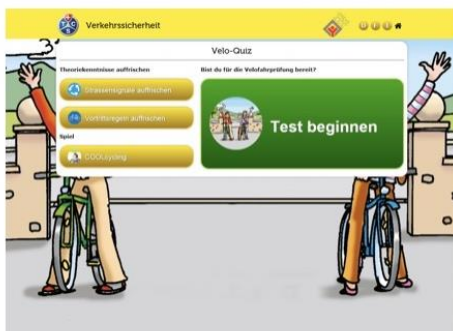 TCS
Verkehrssicherheit
D F I
Velo-Quiz
Theoriekenntnisse auffrischen
Bist du für die Velofahrprüfung bereit?
Strassensignale auffrischen
Vortrittsregeln auffrischen
Test beginnen
Spiel
COOLcycling